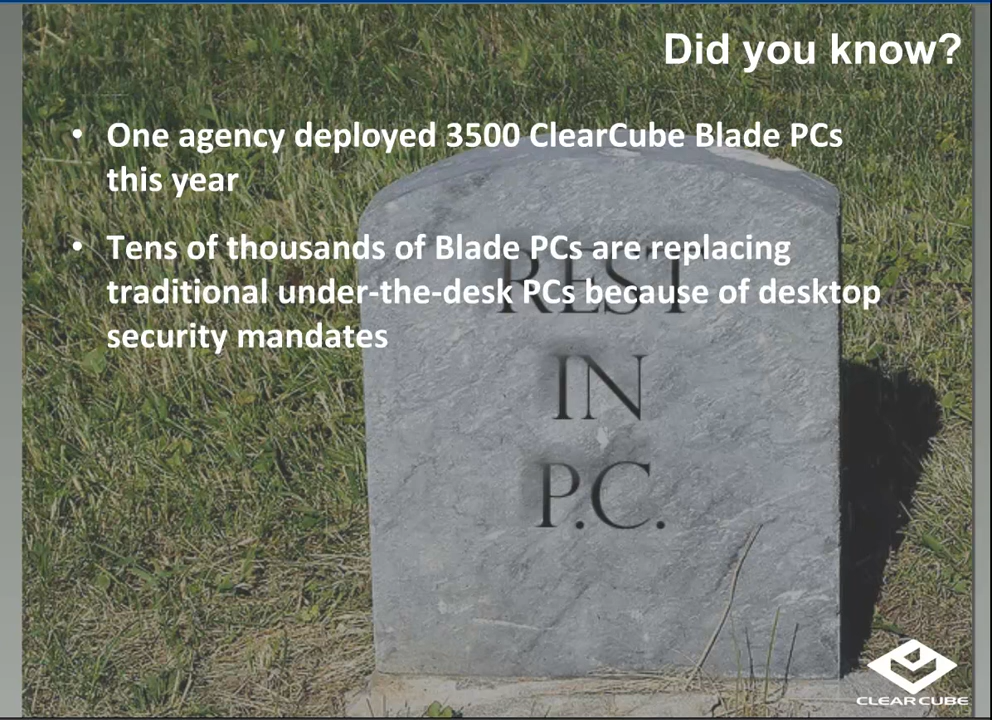 Did you know?
• One agency deployed 3500 ClearCube Blade PCs
this year
• Tens of thousands of Blade PCs are replacing
traditional under-the-desk PCs because of desktop
security mandates
REST
IN
P.C.
CLEARCUBE